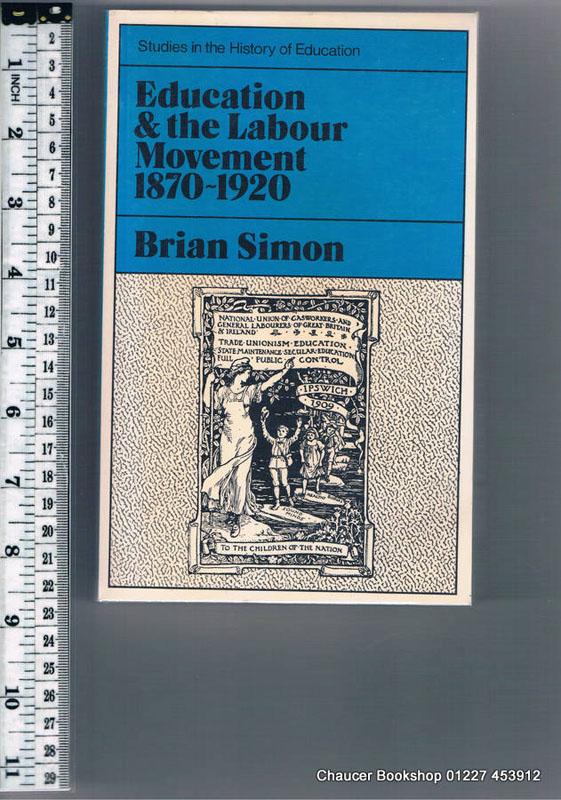 Studies in the History of Education
Education
& the Labour
Movement
1870~1920
Brian Simon
NATIONAL·UNION·OF·GASWORKERS·AND
GENERAL·LABOURERS·OF·GREAT·BRITAIN
& IRELAND
TRADE·UNIONISM·EDUCATION·
STATE·MAINTENANCE·SECULAR·EDUCATION
FULL PUBLIC CONTROL
·IPSWICH·
1909
TO THE CHILDREN OF THE NATION
1 INCH
2
3
4
5
6
7
8
9
10
11
2
3
4
5
6
7
8
9
10
11
12
13
14
15
16
17
18
19
20
21
22
23
24
25
26
27
28
29
Chaucer Bookshop 01227 453912